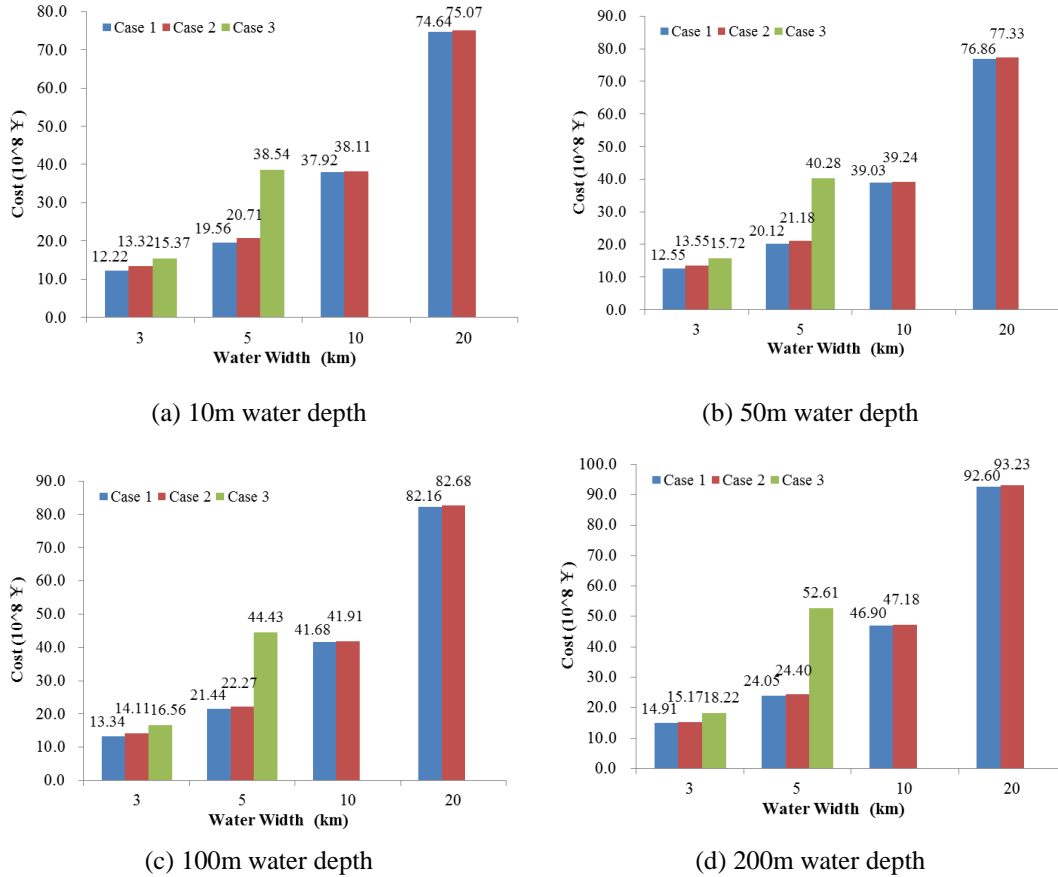 80.0
70.0
60.0
50.0
40.0
30.0
20.0
10.0
0.0
Cost (10^8 ¥)
Case 1 Case 2 Case 3
12.22 13.32 15.37
19.56 20.71 38.54
37.92 38.11
74.64 75.07
3 5 10 20
Water Width (km)
(a) 10m water depth
90.0
80.0
70.0
60.0
50.0
40.0
30.0
20.0
10.0
0.0
Cost (10^8 ¥)
Case 1 Case 2 Case 3
12.55 13.55 15.72
20.12 21.18 40.28
39.03 39.24
76.86 77.33
3 5 10 20
Water Width (km)
(b) 50m water depth
90.0
80.0
70.0
60.0
50.0
40.0
30.0
20.0
10.0
0.0
Cost (10^8 ¥)
Case 1 Case 2 Case 3
13.34 14.11 16.56
21.44 22.27 44.43
41.68 41.91
82.16 82.68
3 5 10 20
Water Width (km)
(c) 100m water depth
100.0
90.0
80.0
70.0
60.0
50.0
40.0
30.0
20.0
10.0
0.0
Cost (10^8 ¥)
Case 1 Case 2 Case 3
14.91 15.17 18.22
24.05 24.40 52.61
46.90 47.18
92.60 93.23
3 5 10 20
Water Width (km)
(d) 200m water depth